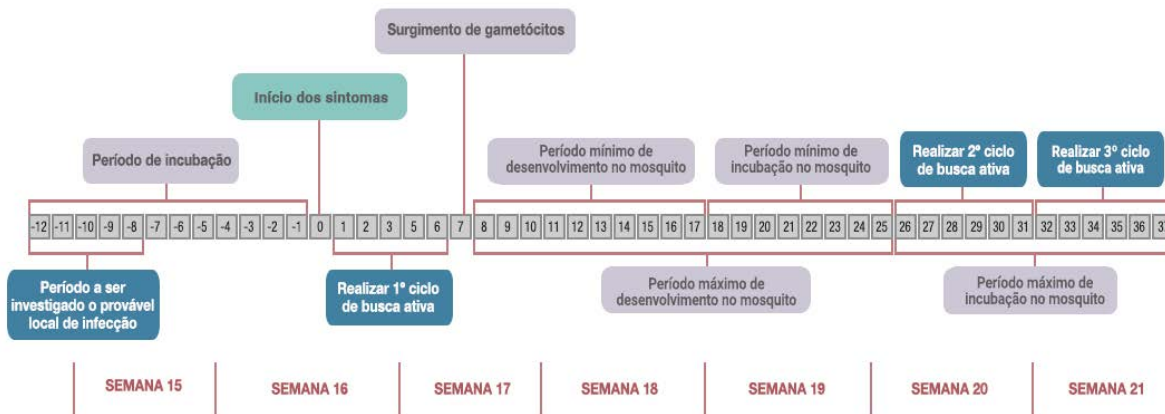 Surgimento de gametócitos
Início dos sintomas
Período de incubação
Período mínimo de
desenvolvimento no mosquito
Período mínimo de
incubação no mosquito
Realizar 2º ciclo
de busca ativa
Realizar 3º ciclo
de busca ativa
-12 -11 -10 -9 -8 -7 -6 -5 -4 -3 -2 -1 0 1 2 3 5 6 7 8 9 10 11 12 13 14 15 16 17 18 19 20 21 22 23 24 25 26 27 28 29 30 31 32 33 34 35 36
Período a ser
investigado o provável
local de infecção
Realizar 1º ciclo
de busca ativa
Período máximo de
desenvolvimento no mosquito
Período máximo de
incubação no mosquito
SEMANA 15 SEMANA 16 SEMANA 17 SEMANA 18 SEMANA 19 SEMANA 20 SEMANA 21